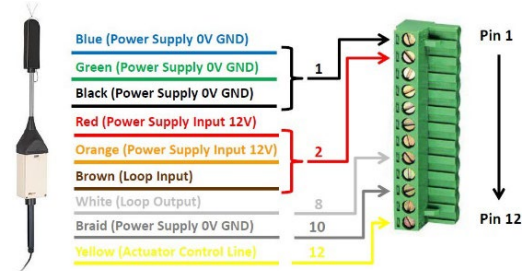 Blue (Power Supply 0V GND)
Green (Power Supply 0V GND)
Black (Power Supply 0V GND)
1
Red (Power Supply Input 12V)
Orange (Power Supply Input 12V)
Brown (Loop Input)
2
White (Loop Output)
8
Braid (Power Supply 0V GND)
10
Yellow (Actuator Control Line)
12
Pin 1
Pin 12